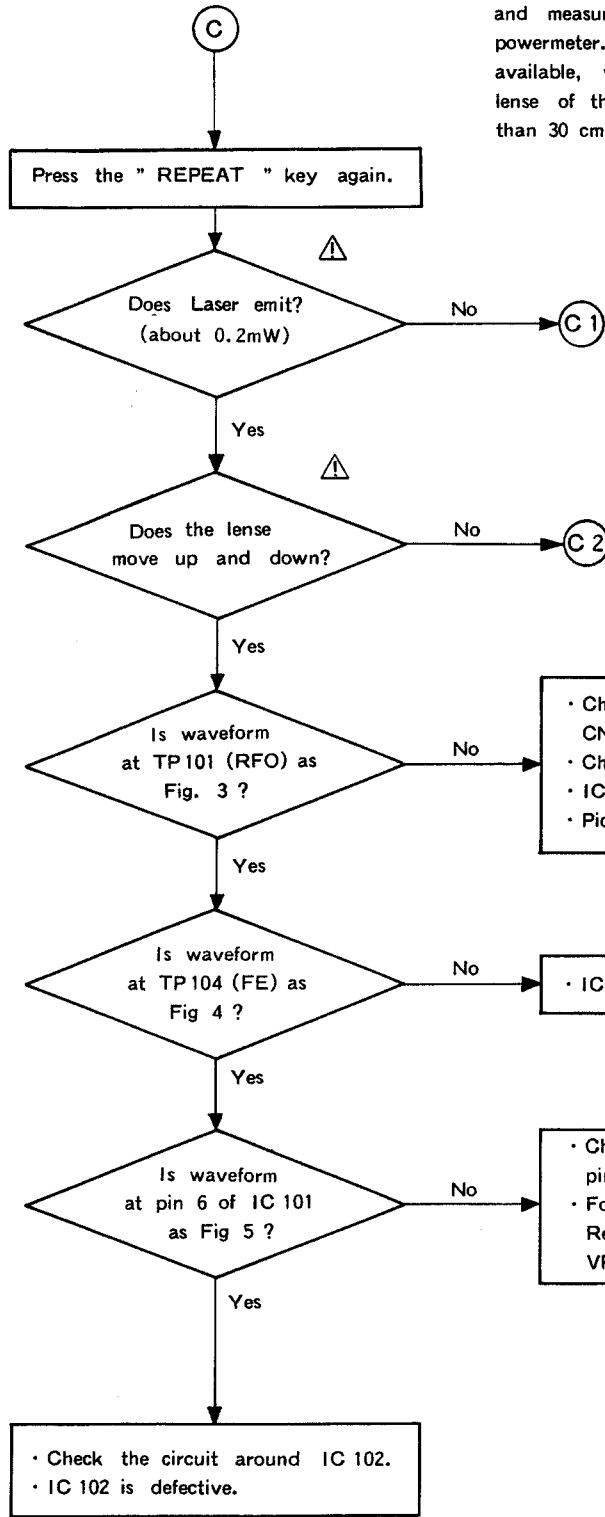 and measur
powermeter.
available,
lense of th
than 30 cm
C
Press the " REPEAT " key again.
⚠
Does Laser emit?
(about 0.2mW)
No
C 1
Yes
⚠
Does the lense
move up and down?
No
C 2
Yes
Is waveform
at TP 101 (RFO) as
Fig. 3 ?
No
· Ch
CN
· Ch
· IC
· Pic
Yes
Is waveform
at TP 104 (FE) as
Fig 4 ?
No
· IC
Yes
Is waveform
at pin 6 of IC 101
as Fig 5 ?
No
· Ch
pin
· Fo
Re
VR
Yes
· Check the circuit around IC 102.
· IC 102 is defective.